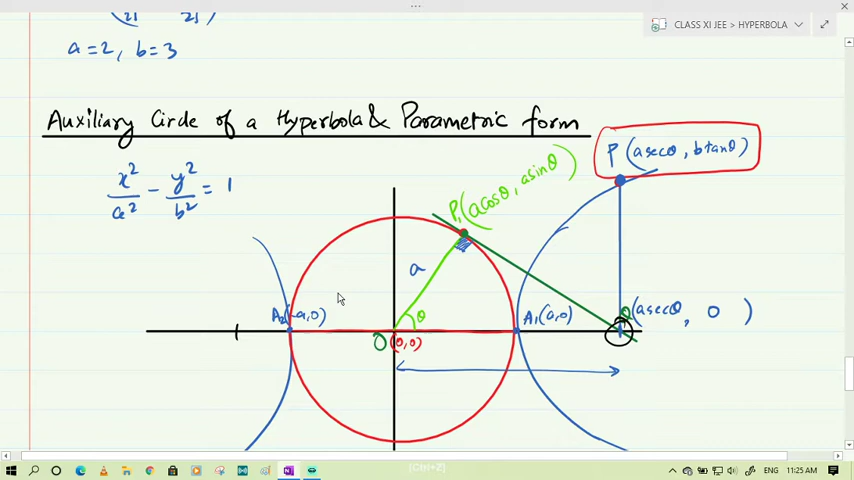 CLASS XI JEE > HYPERBOLA
a = 2, b = 3
Auxiliary Circle of a Hyperbola & Parametric form
x²/a² - y²/b² = 1
P (a secθ, b tanθ)
P₁ (a cosθ, a sinθ)
a
θ
A₂ (-a, 0)
A₁ (a, 0)
Q (a secθ, 0)
O (0, 0)
[Ctrl+Z]
ENG
11:25 AM